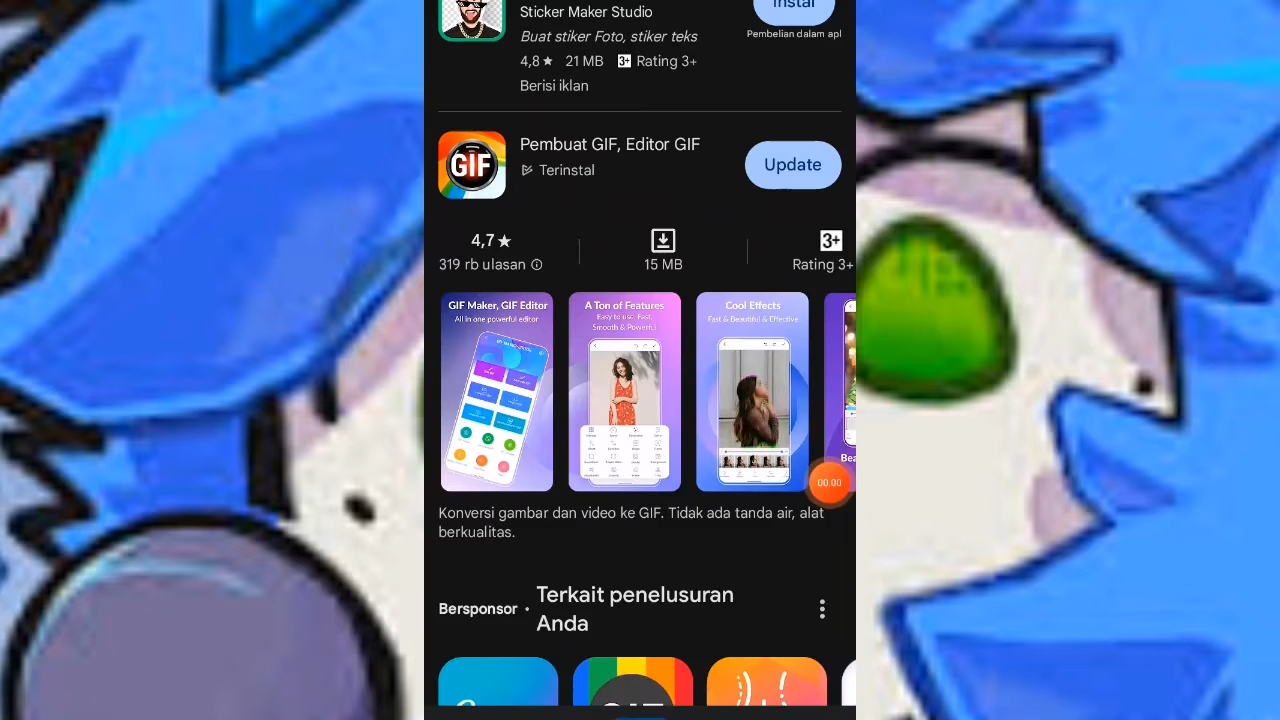 Sticker Maker Studio
Instal
Buat stiker Foto, stiker teks
Pembelian dalam apl
4,8★ 21 MB 3+ Rating 3+
Berisi iklan
GIF
Pembuat GIF, Editor GIF
Terinstal
Update
4,7★
3+
319 rb ulasan
15 MB
Rating 3+
GIF Maker, GIF Editor
All in one powerful editor
A Ton of Features
Easy to use, Fast,
Smooth & Powerful
Cool Effects
Fast & Beautiful & Effective
Bea
00:00
Konversi gambar dan video ke GIF. Tidak ada tanda air, alat
berkualitas.
Bersponsor •
Terkait penelusuran
Anda
GIF